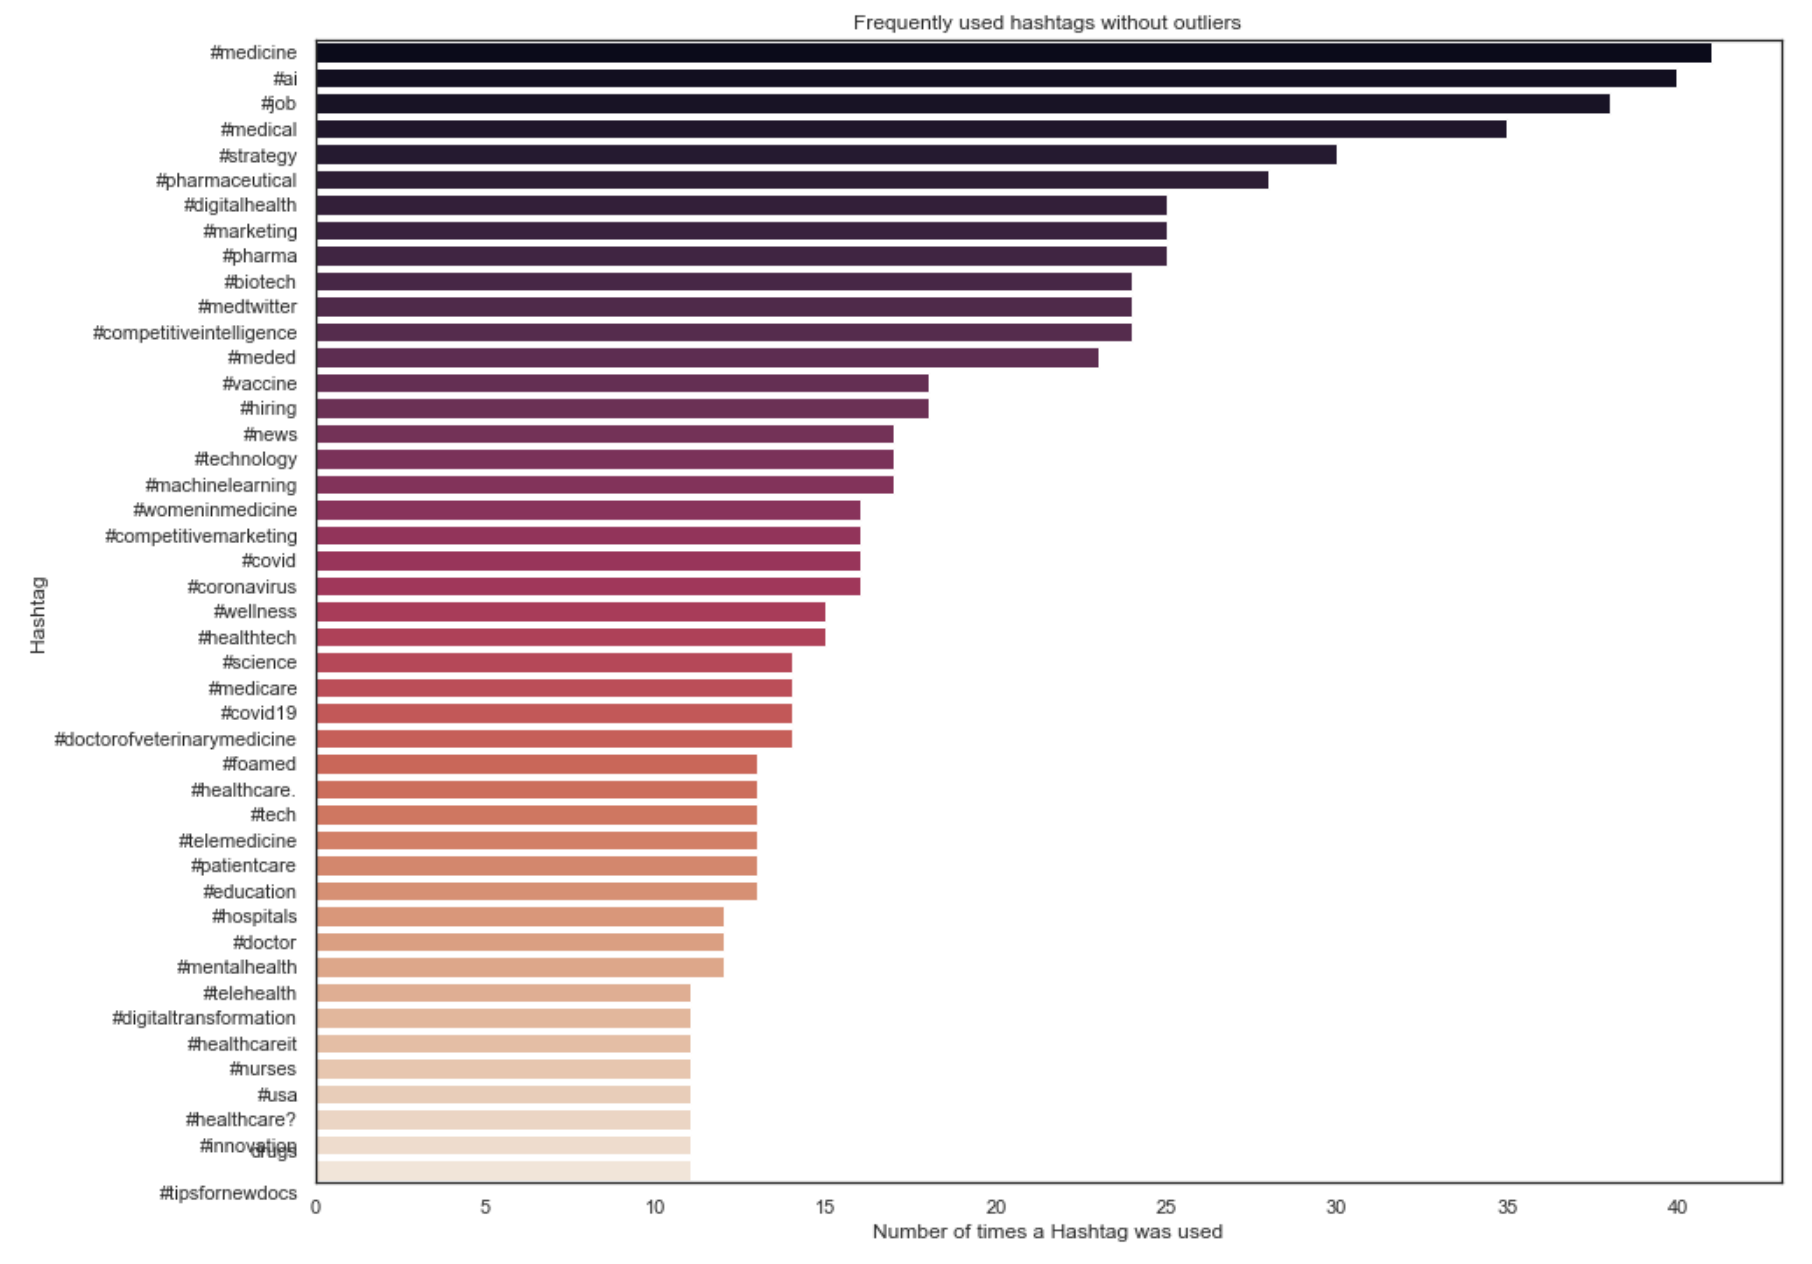 Frequently used hashtags without outliers
#medicine
#ai
#job
#medical
#strategy
#pharmaceutical
#digitalhealth
#marketing
#pharma
#biotech
#medtwitter
#competitiveintelligence
#meded
#vaccine
#hiring
#news
#technology
#machinelearning
#womeninmedicine
#competitivemarketing
#covid
#coronavirus
#wellness
#healthtech
#science
#medicare
#covid19
#doctorofveterinarymedicine
#foamed
#healthcare.
#tech
#telemedicine
#patientcare
#education
#hospitals
#doctor
#mentalhealth
#telehealth
#digitaltransformation
#healthcareit
#nurses
#usa
#healthcare?
#innovation
drugs
#tipsfornewdocs
Hashtag
0 5 10 15 20 25 30 35 40
Number of times a Hashtag was used